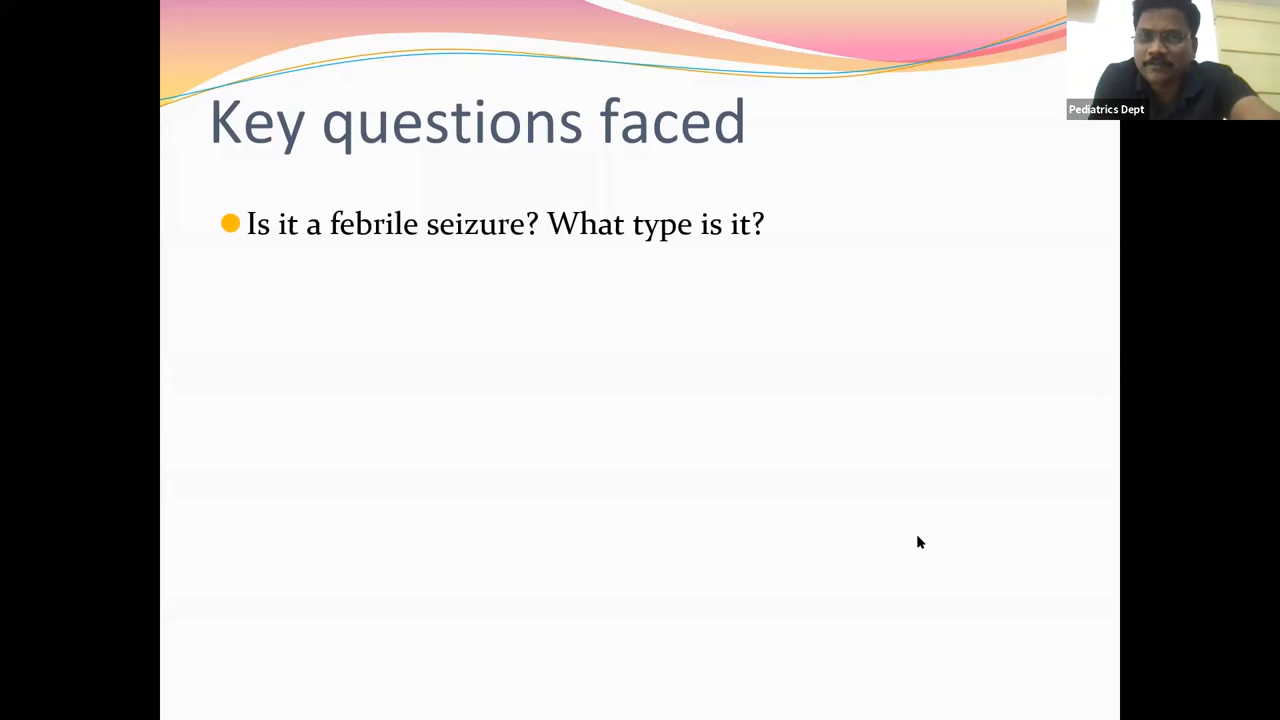 Pediatrics Dept
Key questions faced
Is it a febrile seizure? What type is it?